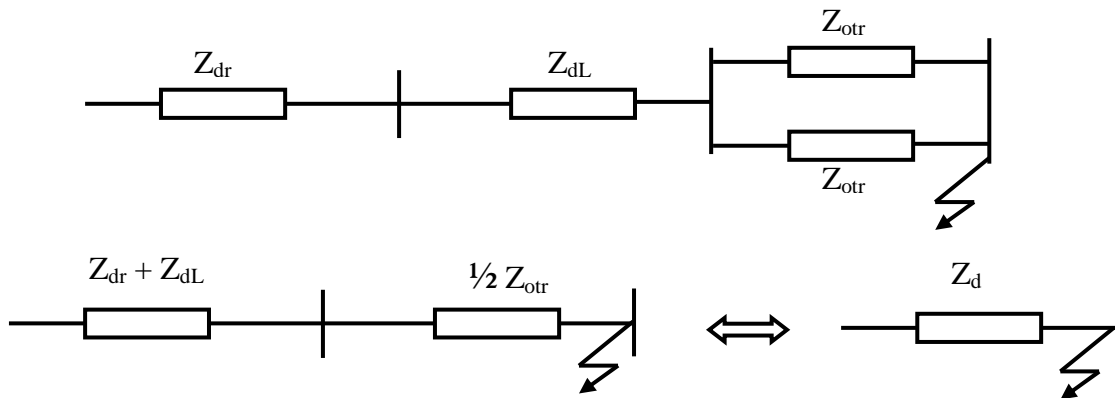 Z_dr
Z_dL
Z_otr
Z_otr
Z_dr + Z_dL
½ Z_otr
Z_d